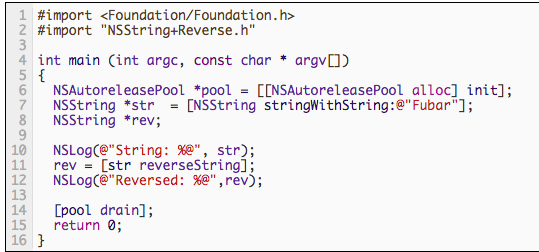 1 #import <Foundation/Foundation.h>
2 #import "NSString+Reverse.h"
3
4 int main (int argc, const char * argv[])
5 {
6     NSAutoreleasePool *pool = [[NSAutoreleasePool alloc] init];
7     NSString *str  = [NSString stringWithString:@"Fubar"];
8     NSString *rev;
9
10     NSLog(@"String: %@", str);
11     rev = [str reverseString];
12     NSLog(@"Reversed: %@",rev);
13
14     [pool drain];
15     return 0;
16 }